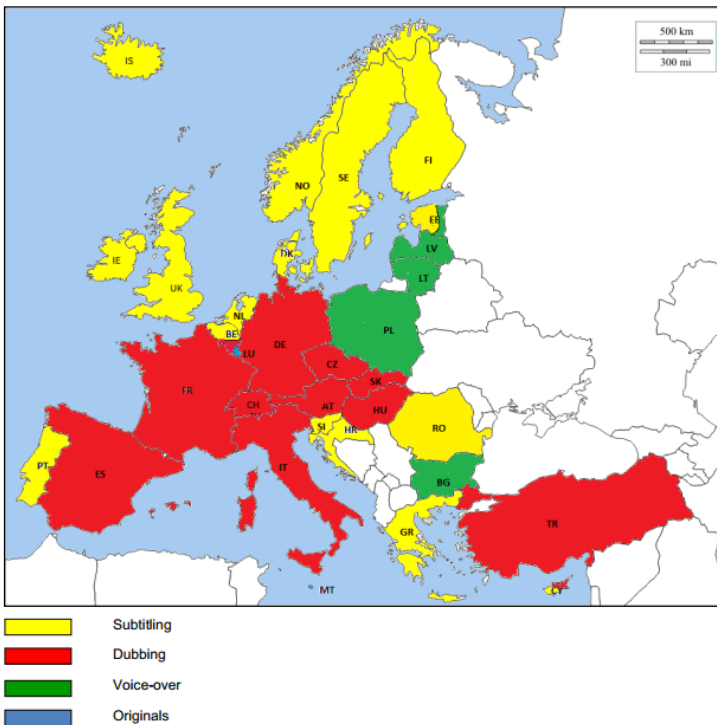 500 km
300 mi
IS
FI
SE
NO
EE
LV
IE
DK
LT
UK
NL
BE
PL
DE
LU
CZ
SK
FR
AT
CH
HU
SI
HR
RO
PT
ES
IT
BG
TR
GR
MT
CY
Subtitling
Dubbing
Voice-over
Originals